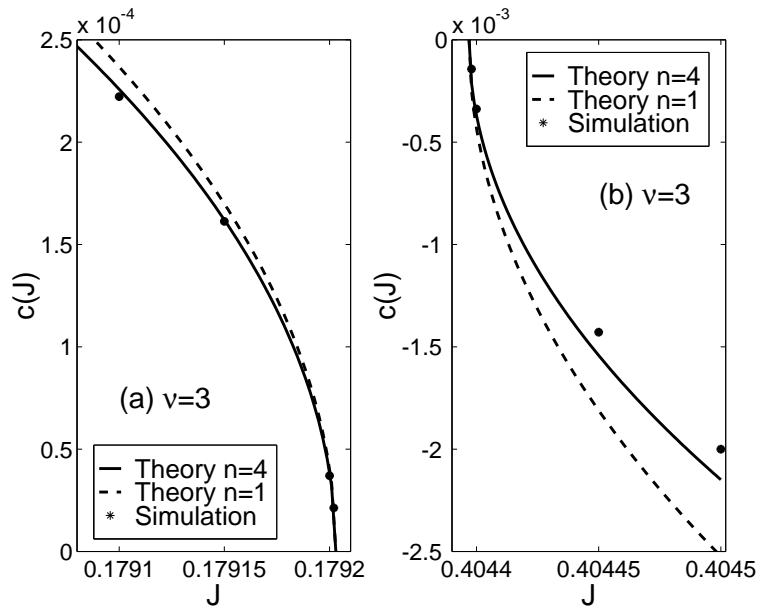 x 10⁻⁴
2.5
2
1.5
1
0.5
0
0.1791
0.17915
0.1792
J
c(J)
(a) ν=3
Theory n=4
Theory n=1
Simulation
x 10⁻³
0
-0.5
-1
-1.5
-2
-2.5
0.40444
0.404445
0.40445
J
c(J)
Theory n=4
Theory n=1
Simulation
(b) ν=3